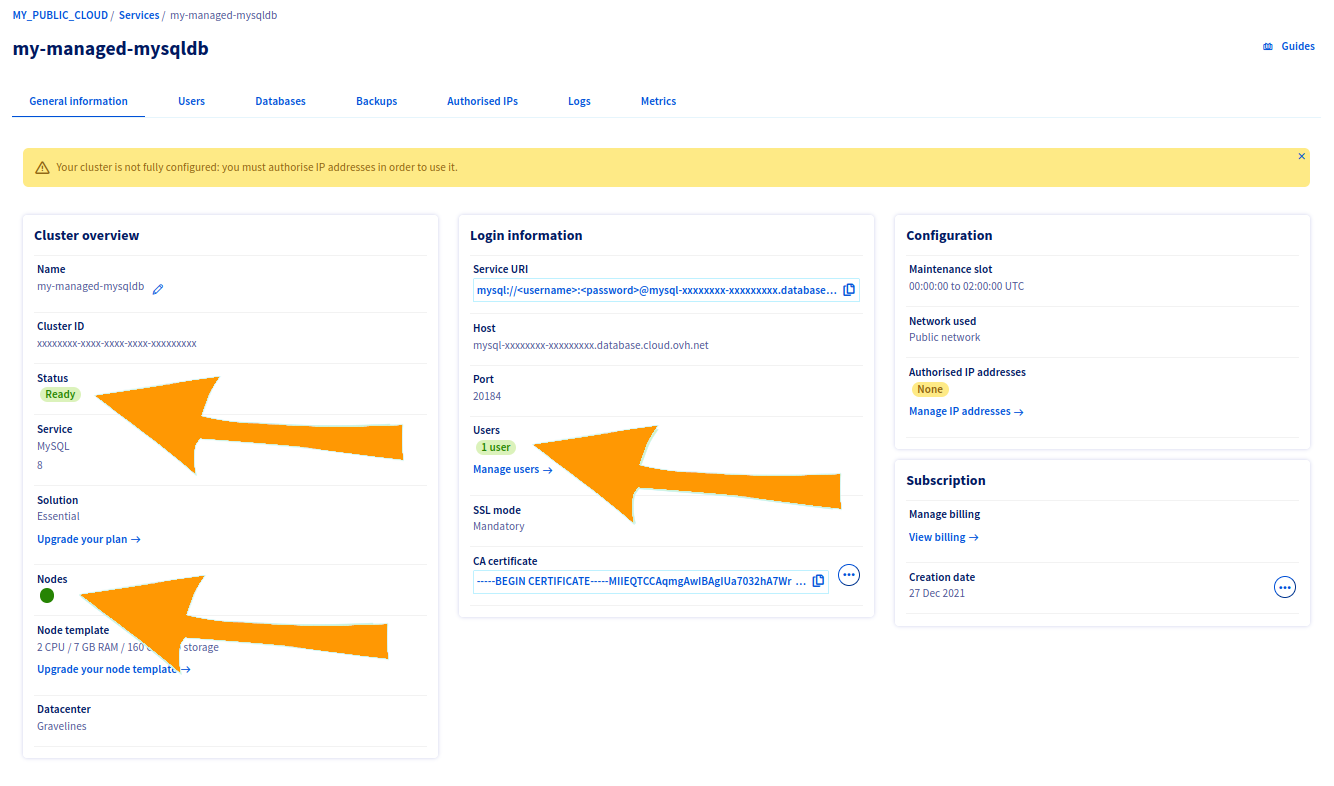 MY_PUBLIC_CLOUD / Services / my-managed-mysqldb
my-managed-mysqldb
Guides
General information
Users
Databases
Backups
Authorised IPs
Logs
Metrics
Your cluster is not fully configured: you must authorise IP addresses in order to use it.
Cluster overview
Name
my-managed-mysqldb
Cluster ID
xxxxxxxx-xxxx-xxxx-xxxx-xxxxxxxxx
Status
Ready
Service
MySQL
8
Solution
Essential
Upgrade your plan →
Nodes
Node template
2 CPU / 7 GB RAM / 160 storage
Upgrade your node template →
Datacenter
Gravelines
Login information
Service URI
mysql://<username>:<password>@mysql-xxxxxxxx-xxxxxxxxx.database...
Host
mysql-xxxxxxxx-xxxxxxxxx.database.cloud.ovh.net
Port
20184
Users
1 user
Manage users →
SSL mode
Mandatory
CA certificate
-----BEGIN CERTIFICATE-----MIIEQTCCAqmgAwIBAgIUa7032hA7Wr ...
Configuration
Maintenance slot
00:00:00 to 02:00:00 UTC
Network used
Public network
Authorised IP addresses
None
Manage IP addresses →
Subscription
Manage billing
View billing →
Creation date
27 Dec 2021